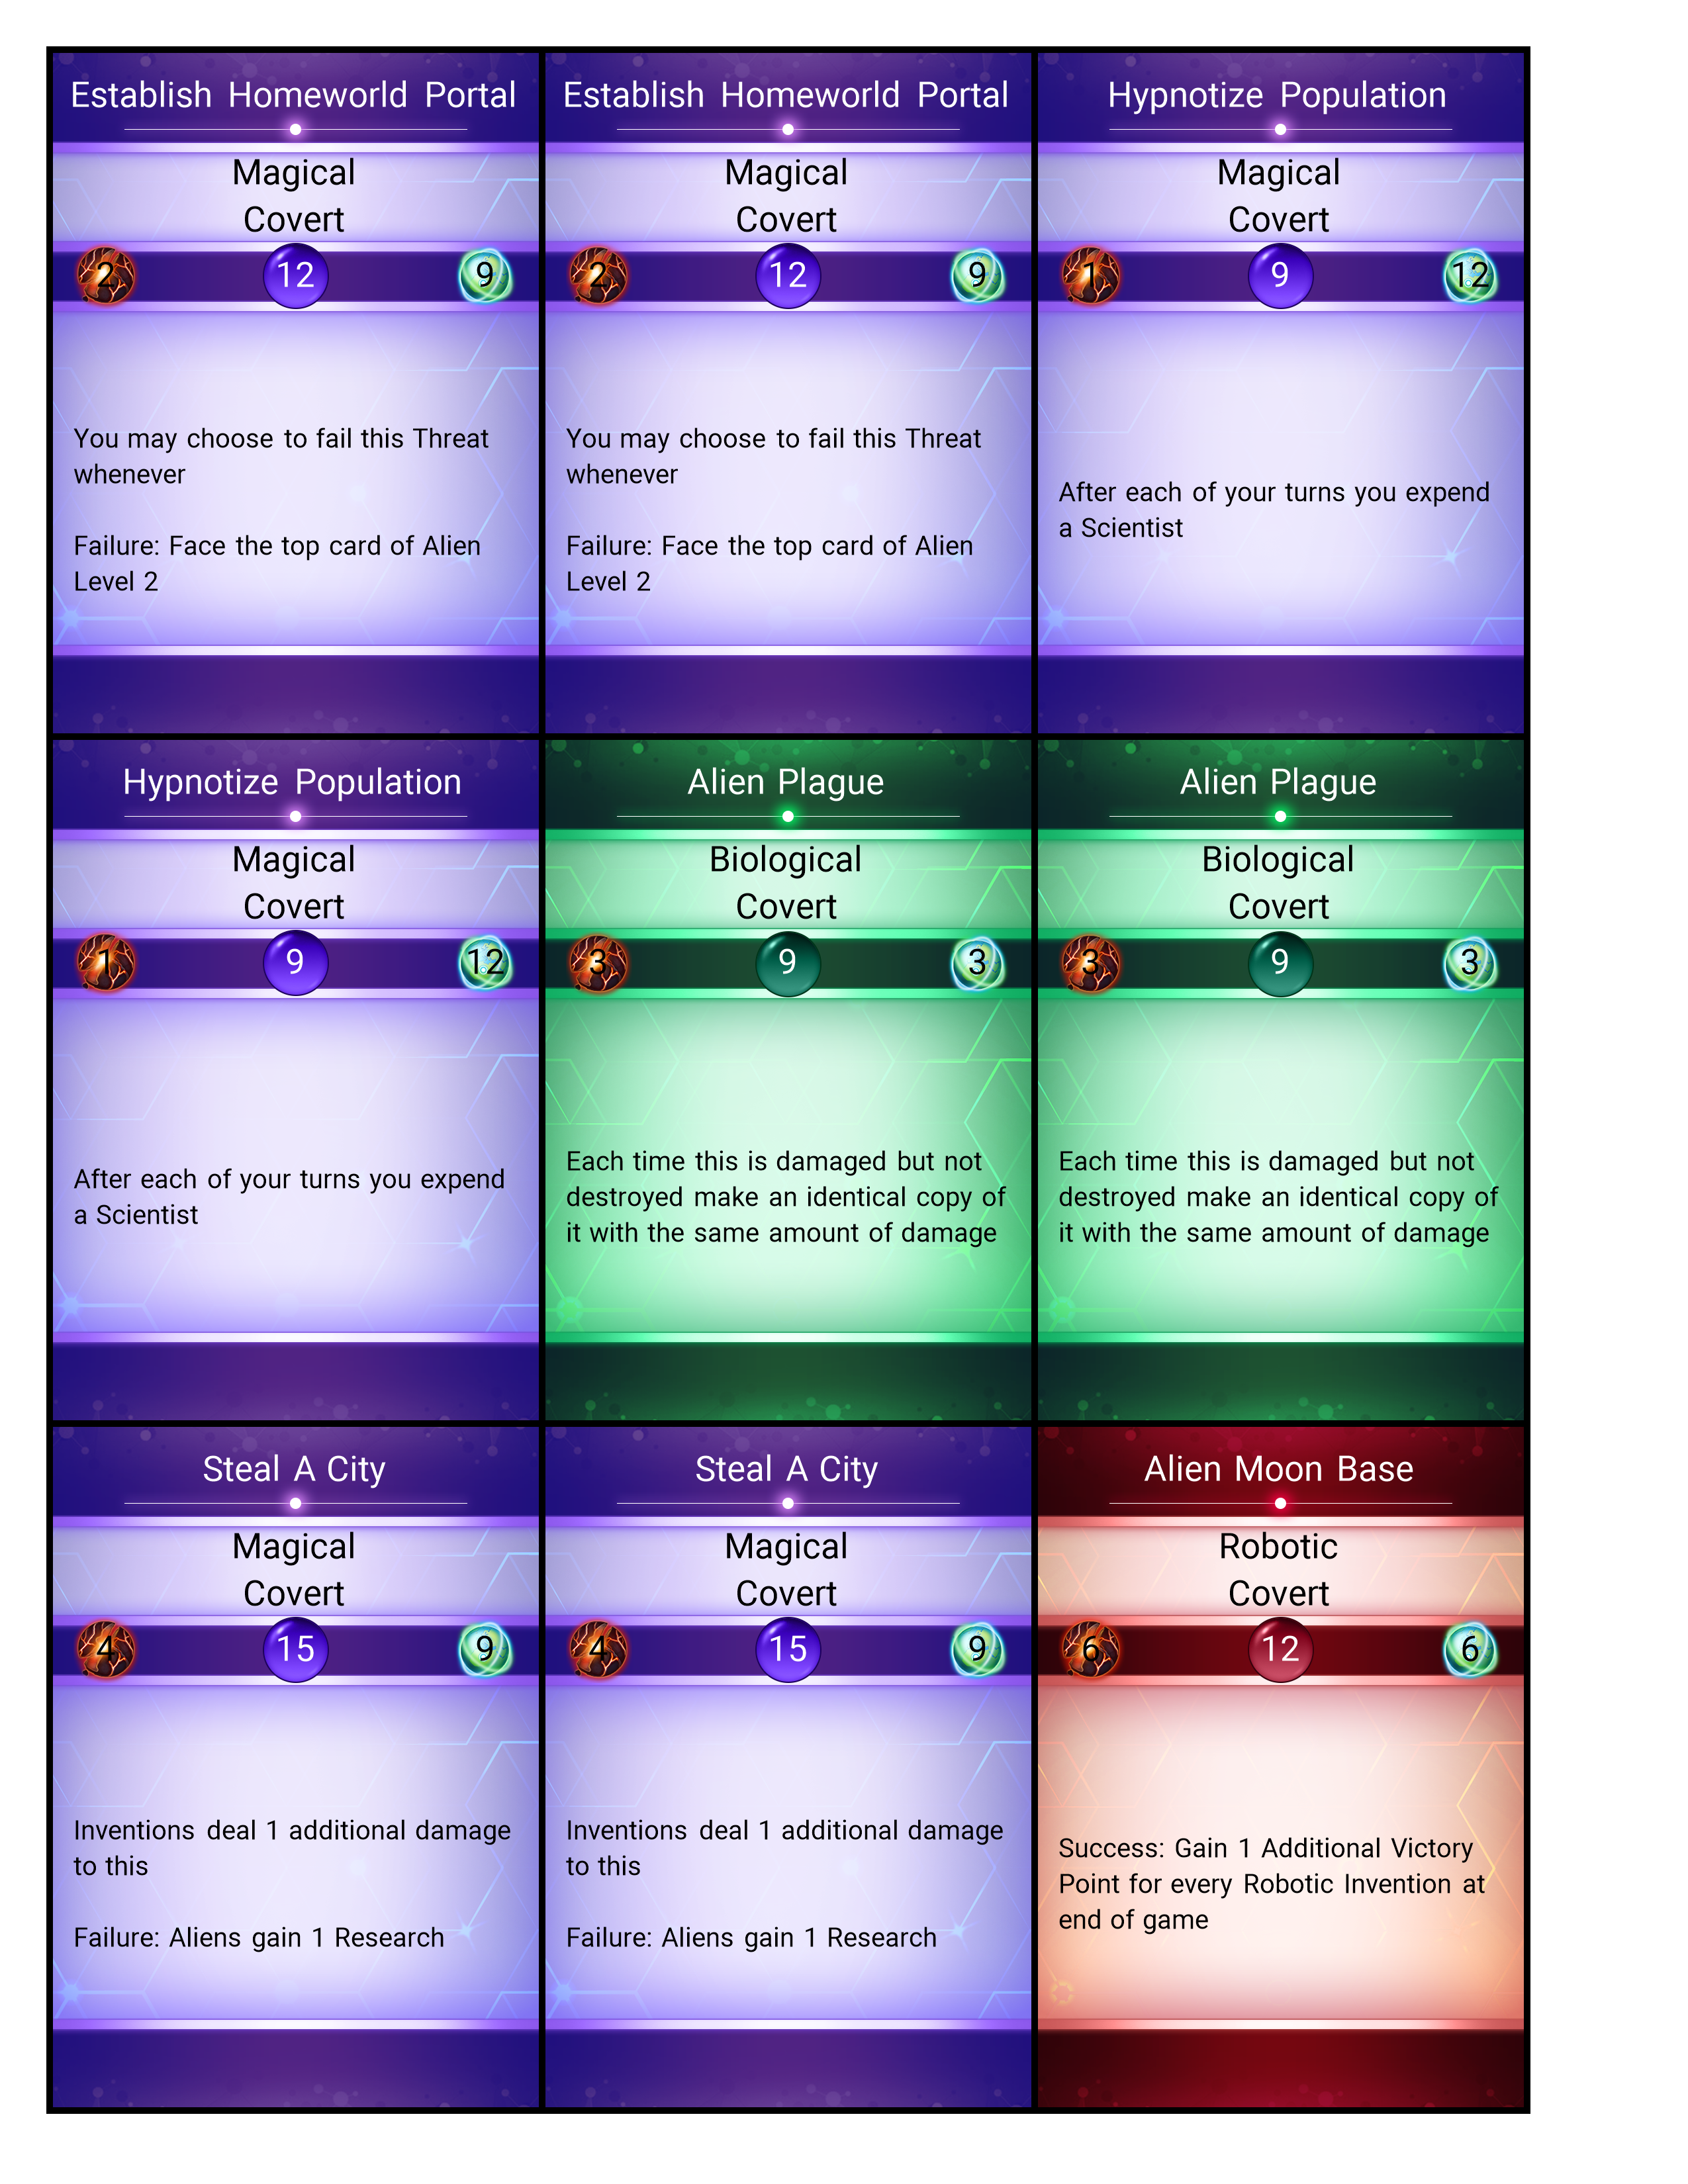 Establish Homeworld Portal
Magical
Covert
2
12
9
You may choose to fail this Threat
whenever
Failure: Face the top card of Alien
Level 2
Establish Homeworld Portal
Magical
Covert
2
12
9
You may choose to fail this Threat
whenever
Failure: Face the top card of Alien
Level 2
Hypnotize Population
Magical
Covert
1
9
12
After each of your turns you expend
a Scientist
Hypnotize Population
Magical
Covert
1
9
12
After each of your turns you expend
a Scientist
Alien Plague
Biological
Covert
3
9
3
Each time this is damaged but not
destroyed make an identical copy of
it with the same amount of damage
Alien Plague
Biological
Covert
3
9
3
Each time this is damaged but not
destroyed make an identical copy of
it with the same amount of damage
Steal A City
Magical
Covert
4
15
9
Inventions deal 1 additional damage
to this
Failure: Aliens gain 1 Research
Steal A City
Magical
Covert
4
15
9
Inventions deal 1 additional damage
to this
Failure: Aliens gain 1 Research
Alien Moon Base
Robotic
Covert
6
12
6
Success: Gain 1 Additional Victory
Point for every Robotic Invention at
end of game